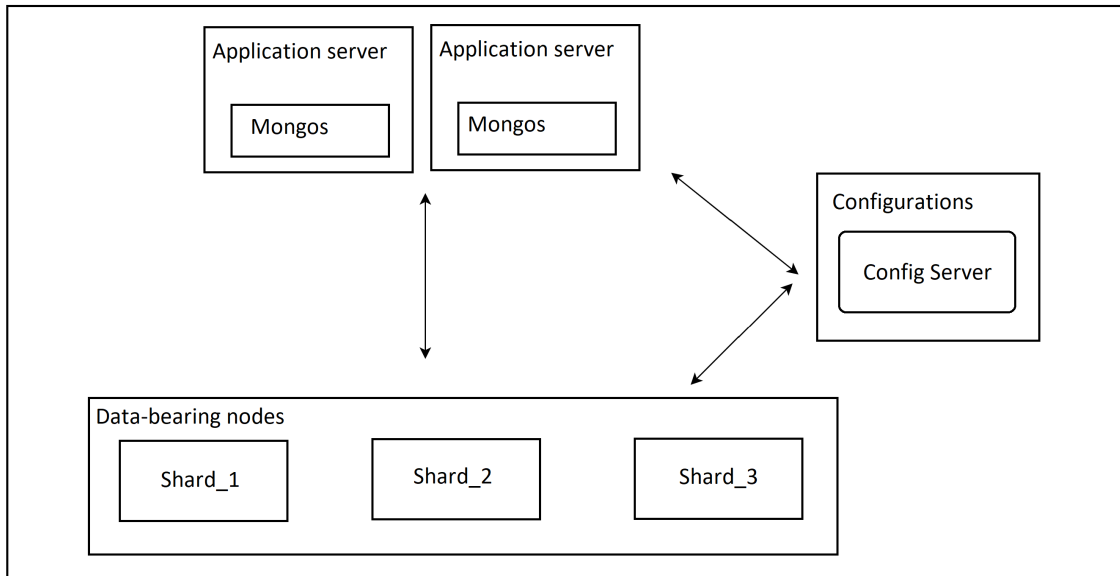 Application server
Mongos
Application server
Mongos
Configurations
Config Server
Data-bearing nodes
Shard_1
Shard_2
Shard_3